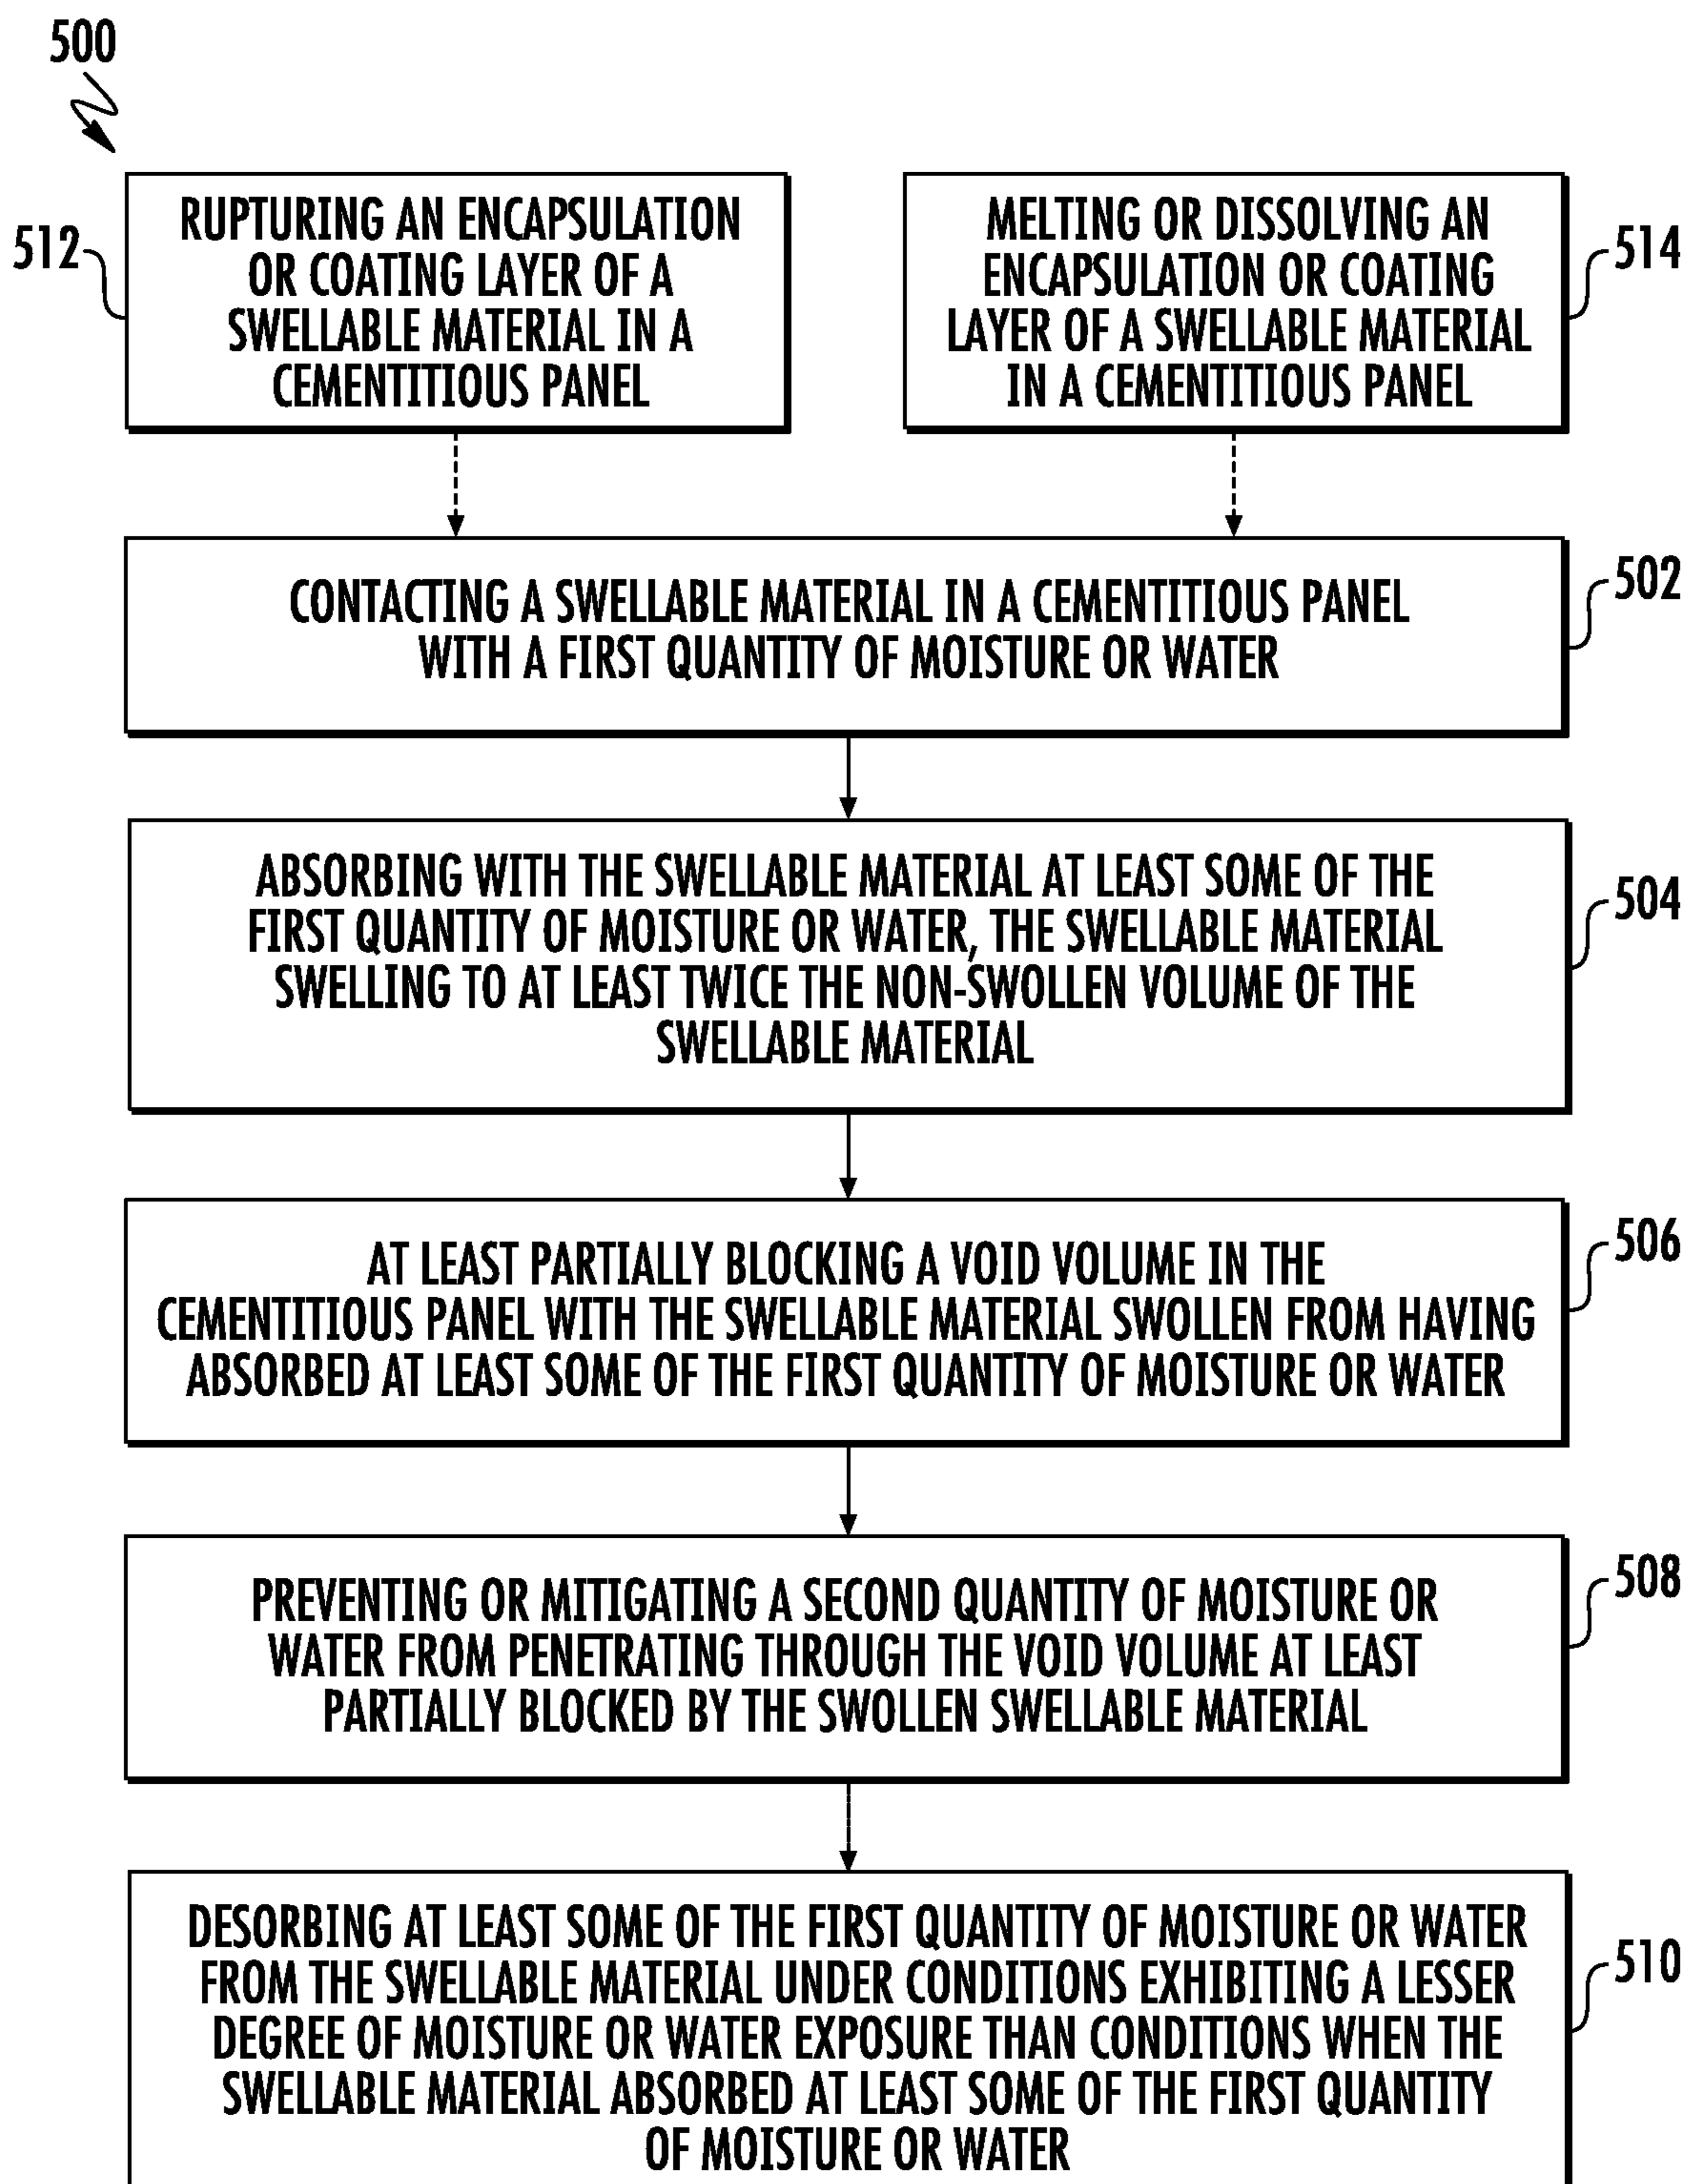 500
512
RUPTURING AN ENCAPSULATION
OR COATING LAYER OF A
SWELLABLE MATERIAL IN A
CEMENTITIOUS PANEL
MELTING OR DISSOLVING AN
ENCAPSULATION OR COATING
LAYER OF A SWELLABLE MATERIAL
IN A CEMENTITIOUS PANEL
514
CONTACTING A SWELLABLE MATERIAL IN A CEMENTITIOUS PANEL
WITH A FIRST QUANTITY OF MOISTURE OR WATER
502
ABSORBING WITH THE SWELLABLE MATERIAL AT LEAST SOME OF THE
FIRST QUANTITY OF MOISTURE OR WATER, THE SWELLABLE MATERIAL
SWELLING TO AT LEAST TWICE THE NON-SWOLLEN VOLUME OF THE
SWELLABLE MATERIAL
504
AT LEAST PARTIALLY BLOCKING A VOID VOLUME IN THE
CEMENTITIOUS PANEL WITH THE SWELLABLE MATERIAL SWOLLEN FROM HAVING
ABSORBED AT LEAST SOME OF THE FIRST QUANTITY OF MOISTURE OR WATER
506
PREVENTING OR MITIGATING A SECOND QUANTITY OF MOISTURE OR
WATER FROM PENETRATING THROUGH THE VOID VOLUME AT LEAST
PARTIALLY BLOCKED BY THE SWOLLEN SWELLABLE MATERIAL
508
DESORBING AT LEAST SOME OF THE FIRST QUANTITY OF MOISTURE OR WATER
FROM THE SWELLABLE MATERIAL UNDER CONDITIONS EXHIBITING A LESSER
DEGREE OF MOISTURE OR WATER EXPOSURE THAN CONDITIONS WHEN THE
SWELLABLE MATERIAL ABSORBED AT LEAST SOME OF THE FIRST QUANTITY
OF MOISTURE OR WATER
510